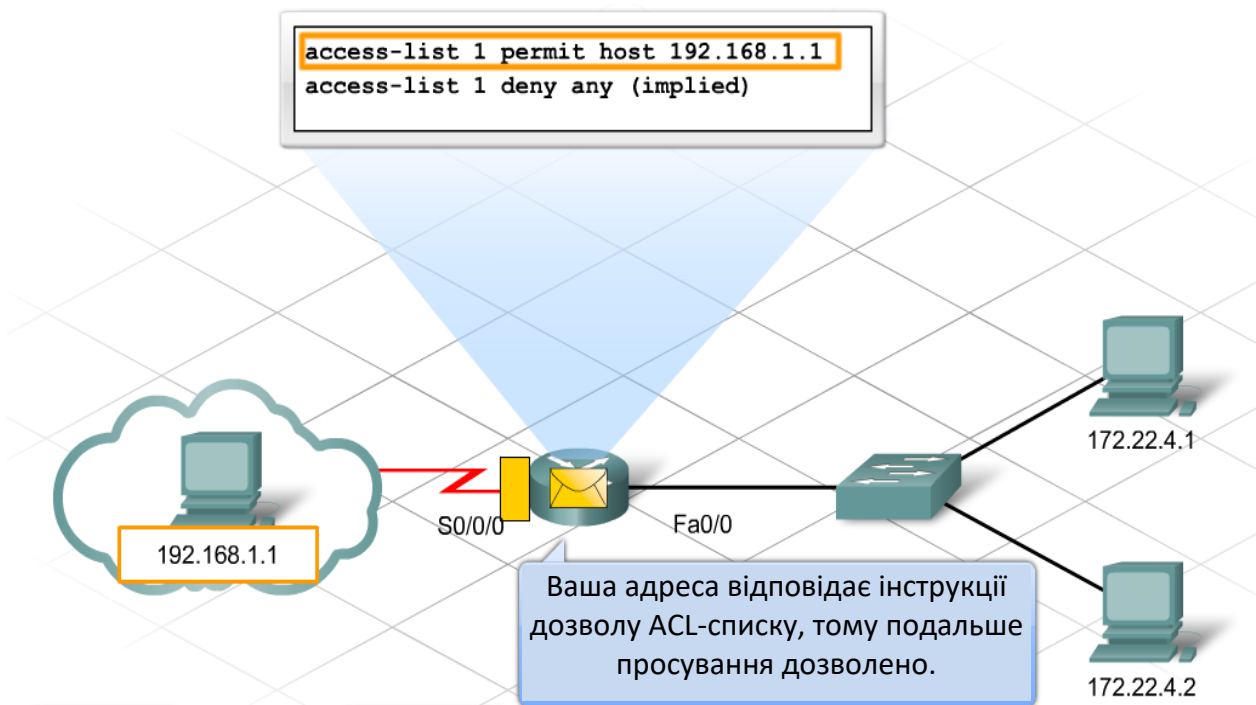 access-list 1 permit host 192.168.1.1
access-list 1 deny any (implied)
172.22.4.1
S0/0/0
Fa0/0
192.168.1.1
Ваша адреса відповідає інструкції
дозволу ACL-списку, тому подальше
просування дозволено.
172.22.4.2